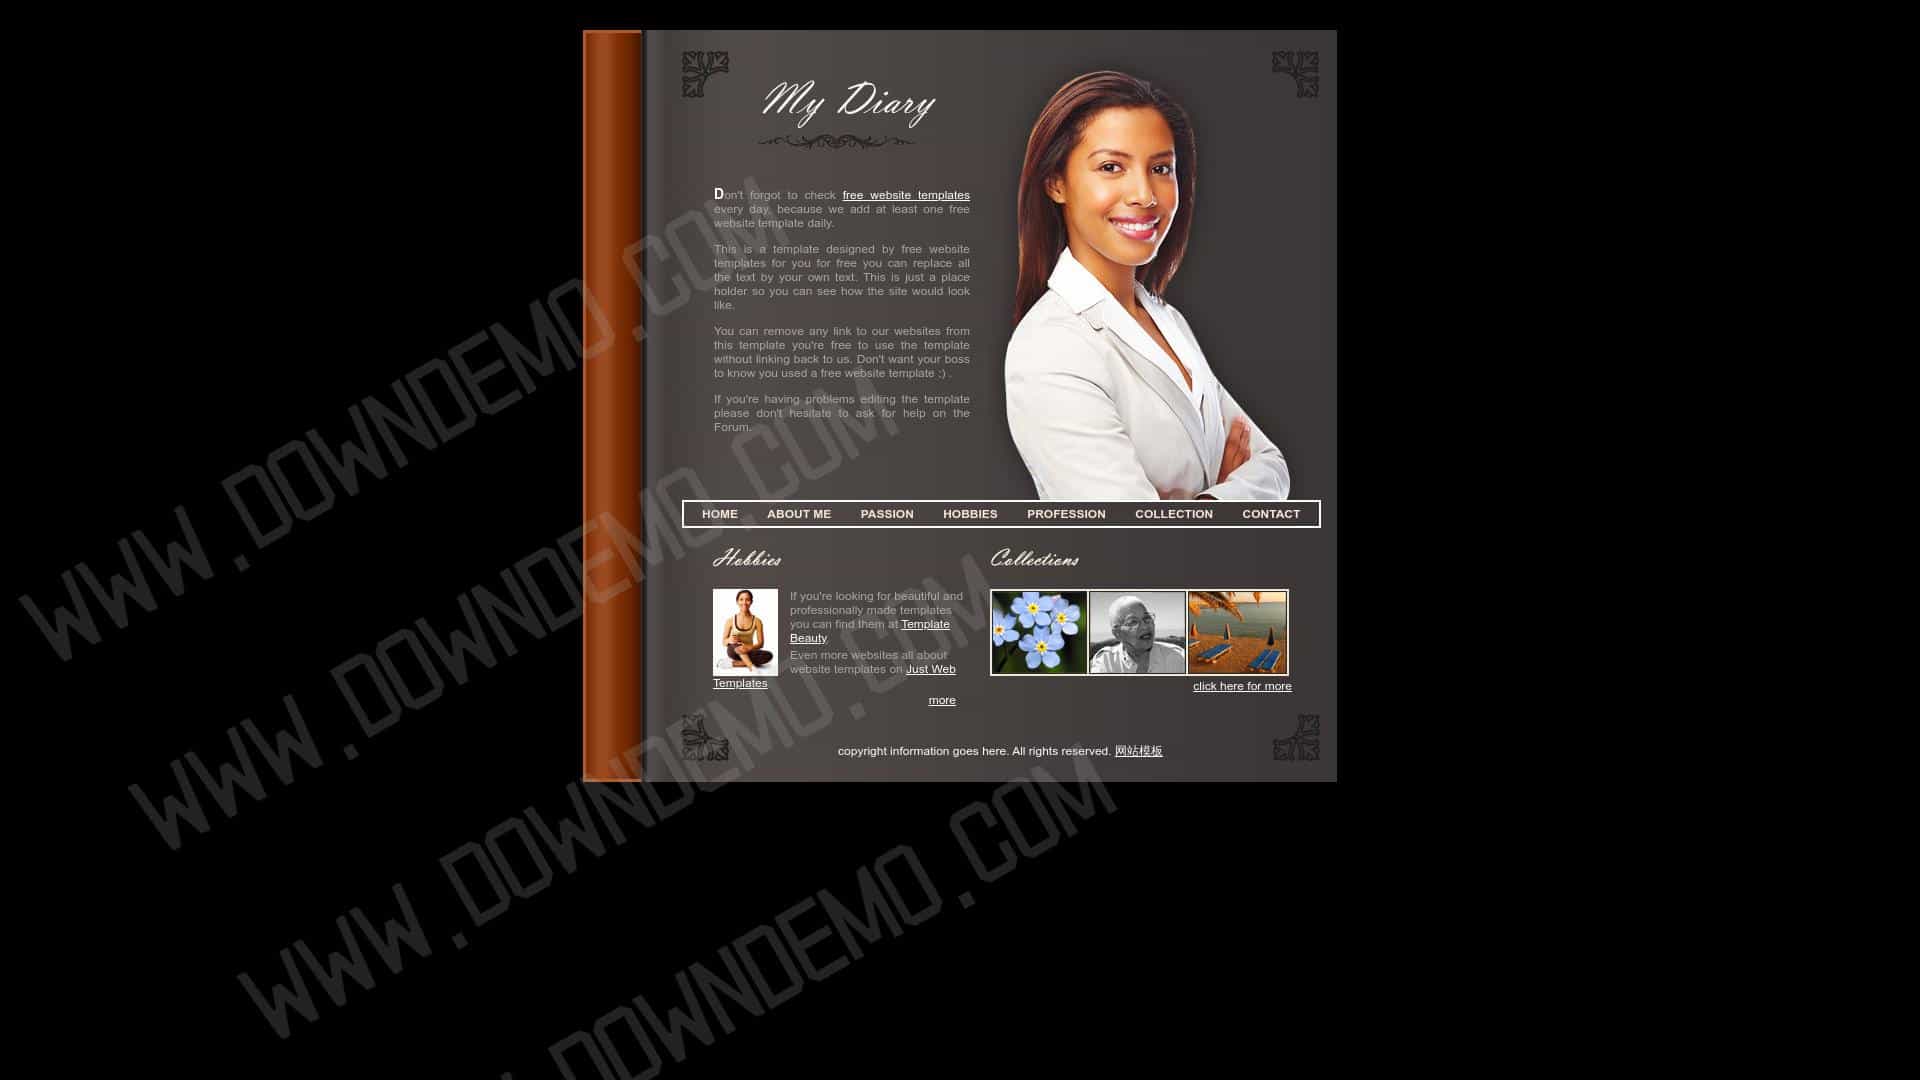 My Diary
Don't forgot to check free website templates
every day, because we add at least one free
website template daily.
This is a template designed by free website
templates for you for free you can replace all
the text by your own text. This is just a place
holder so you can see how the site would look
like.
You can remove any link to our websites from
this template you're free to use the template
without linking back to us. Don't want your boss
to know you used a free website template ;) .
If you're having problems editing the template
please don't hesitate to ask for help on the
Forum.
HOME ABOUT ME PASSION HOBBIES PROFESSION COLLECTION CONTACT
Hobbies
If you're looking for beautiful and
professionally made templates
you can find them at Template
Beauty.
Even more websites all about
website templates on Just Web
Templates
more
Collections
click here for more
copyright information goes here. All rights reserved. 网站模板
WWW.DOWNDEMO.COM
WWW.DOWNDEMO.COM
WWW.DOWNDEMO.COM
.DOWNDEMO.COM